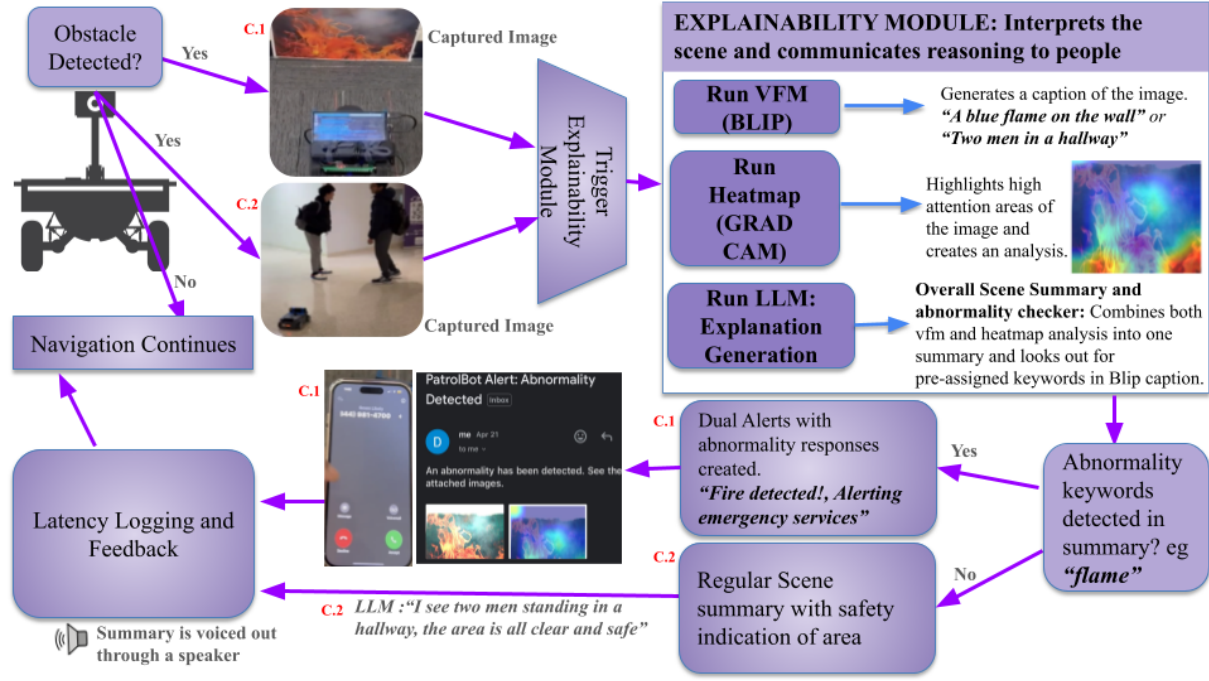 Obstacle
Detected?
Yes
Yes
No
Navigation Continues
C.1
Captured Image
C.2
Captured Image
Trigger
Explainability
Module
EXPLAINABILITY MODULE: Interprets the
scene and communicates reasoning to people
Run VFM
(BLIP)
Generates a caption of the image.
“A blue flame on the wall” or
“Two men in a hallway”
Run
Heatmap
(GRAD
CAM)
Highlights high
attention areas of
the image and
creates an analysis.
Run LLM:
Explanation
Generation
Overall Scene Summary and
abnormality checker: Combines both
vfm and heatmap analysis into one
summary and looks out for
pre-assigned keywords in Blip caption.
Abnormality
keywords
detected in
summary? eg
“flame”
Yes
No
C.1
Dual Alerts with
abnormality responses
created.
“Fire detected!, Alerting
emergency services”
C.2
Regular Scene
summary with safety
indication of area
C.1
PatrolBot Alert: Abnormality
Detected Inbox
D
me Apr 21
to me
An abnormality has been detected. See the
attached images.
C.2 LLM :“I see two men standing in a
hallway, the area is all clear and safe”
Latency Logging and
Feedback
Summary is voiced out
through a speaker